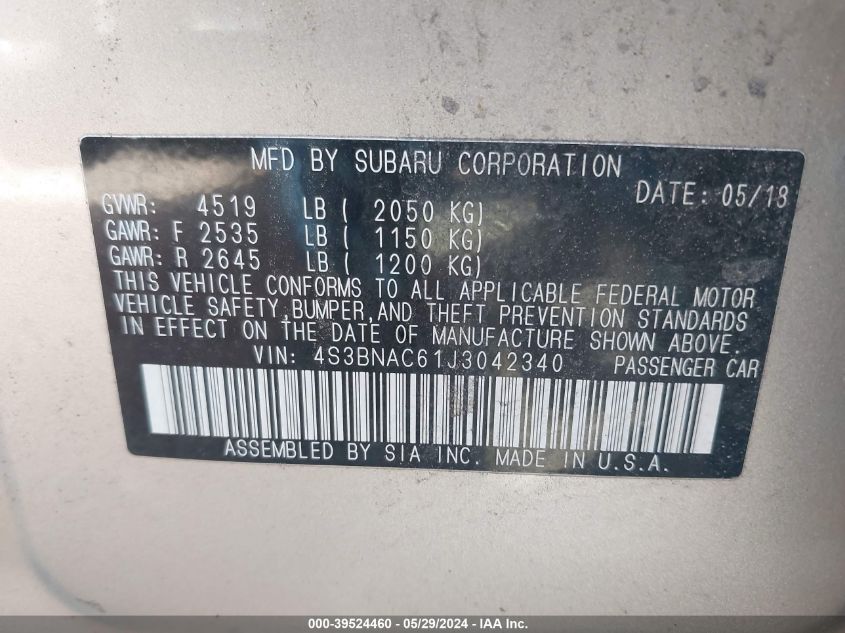 MFD BY SUBARU CORPORATION
DATE: 05/18
GVWR: 4519 LB ( 2050 KG)
GAWR: F 2535 LB ( 1150 KG)
GAWR: R 2645 LB ( 1200 KG)
THIS VEHICLE CONFORMS TO ALL APPLICABLE FEDERAL MOTOR
VEHICLE SAFETY,BUMPER,AND THEFT PREVENTION STANDARDS
IN EFFECT ON THE DATE OF MANUFACTURE SHOWN ABOVE.
VIN: 4S3BNAC61J3042340 PASSENGER CAR
ASSEMBLED BY SIA INC. MADE IN U.S.A.
000-39524460 - 05/29/2024 - IAA Inc.